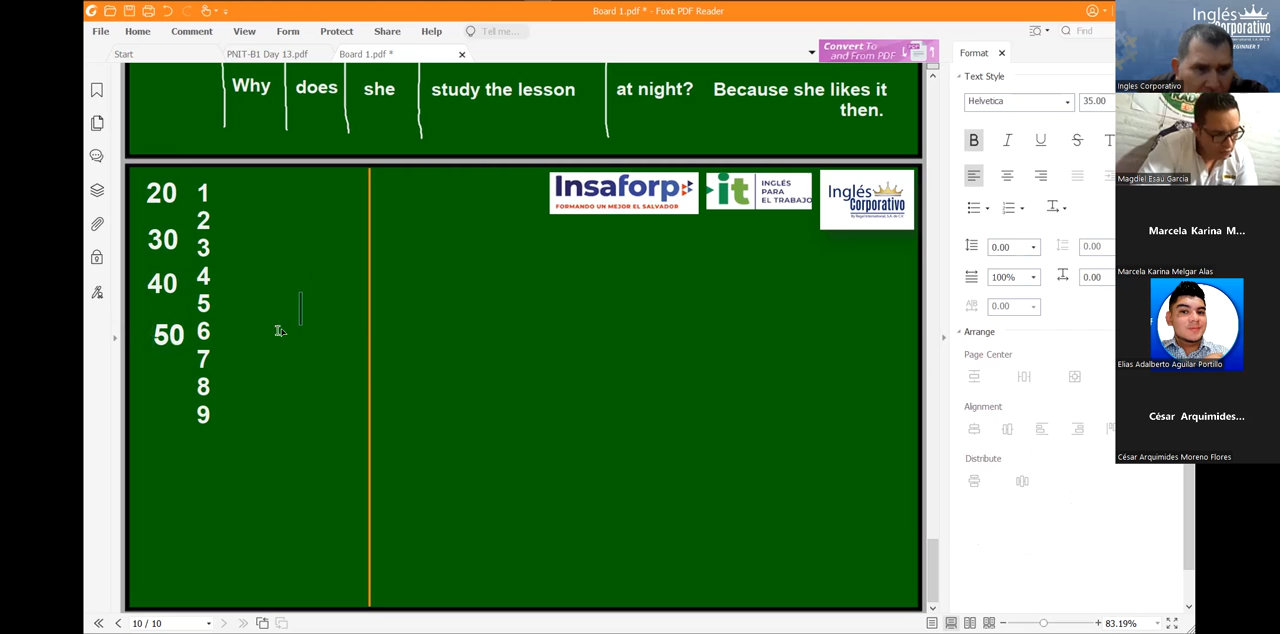 Board 1.pdf * - Foxit PDF Reader
File Home Comment View Form Protect Share Help Tell me... Find
Start PNIT-B1 Day 13.pdf Board 1.pdf * Convert To and From PDF
Why does she study the lesson at night? Because she likes it
then.
20 1
2
30 3
40 4
5
50 6
7
8
9
Insaforp
FORMANDO UN MEJOR EL SALVADOR
it INGLÉS
PARA
EL TRABAJO
Inglés
Corporativo
Format
Text Style
Helvetica 35.00
B I U S T
0.00 0.00
100% 0.00
0.00
Arrange
Page Center
Alignment
Distribute
10 / 10
83.19%
Inglés
Corporativo
BEGINNER 1
Ingles Corporativo
Magdiel Esau Garcia
Marcela Karina M...
Marcela Karina Melgar Alas
Elias Adalberto Aguilar Portillo
César Arquimides...
César Arquimides Moreno Flores